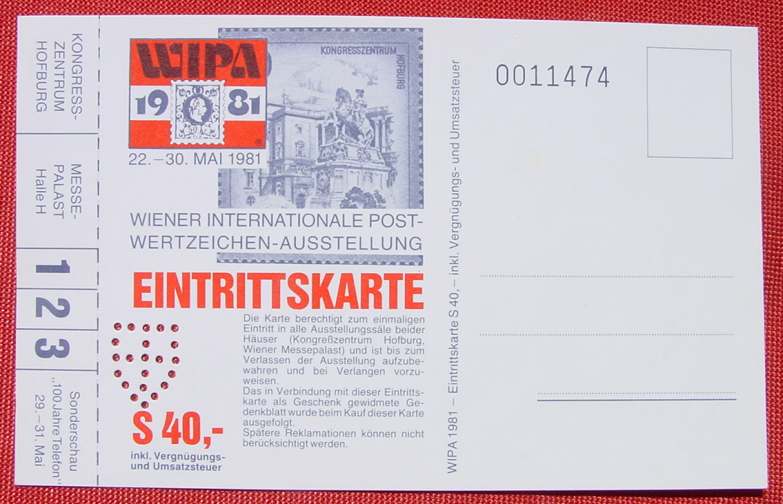 KONGRESS-
ZENTRUM
HOFBURG
MESSE-
PALAST
Halle H
1
2
3
Sonderschau
„100 Jahre Telefon"
29.–31. Mai
WIPA
1981
22.–30. MAI 1981
KONGRESSZENTRUM
HOFBURG
WIENER INTERNATIONALE POST-
WERTZEICHEN-AUSSTELLUNG
EINTRITTSKARTE
Die Karte berechtigt zum einmaligen
Eintritt in alle Ausstellungssäle beider
Häuser (Kongreßzentrum Hofburg,
Wiener Messepalast) und ist bis zum
Verlassen der Ausstellung aufzube-
wahren und bei Verlangen vorzu-
weisen.
Das in Verbindung mit dieser Eintritts-
karte als Geschenk gewidmete Ge-
denkblatt wurde beim Kauf dieser Karte
ausgefolgt.
Spätere Reklamationen können nicht
berücksichtigt werden.
S 40,-
inkl. Vergnügungs-
und Umsatzsteuer
WIPA 1981 – Eintrittskarte S 40,– inkl. Vergnügungs- und Umsatzsteuer
0011474